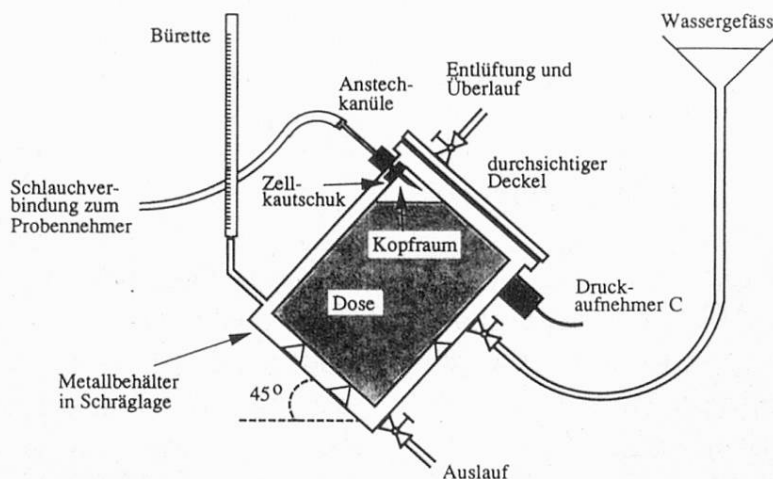 Bürette
Wassergefäss
Anstech-
kanüle
Entlüftung und
Überlauf
durchsichtiger
Deckel
Schlauchver-
bindung zum
Probennehmer
Zell-
kautschuk
Kopfraum
Dose
Druck-
aufnehmer C
Metallbehälter
in Schräglage
45°
Auslauf